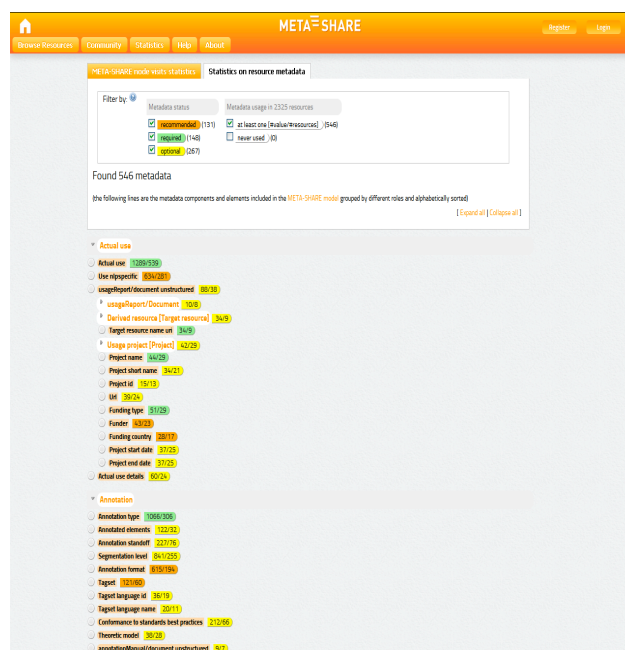 META SHARE
Register Login
Browse Resources Community Statistics Help About
META-SHARE node visits statistics Statistics on resource metadata
Filter by:
Metadata status Metadata usage in 2325 resources
recommended (131) at least one [#value/#resources] (546)
required (148) never used (0)
optional (267)
Found 546 metadata
(the following lines are the metadata components and elements included in the META-SHARE model grouped by different roles and alphabetically sorted)
[ Expand all | Collapse all ]
Actual use
Actual use 1289/539
Use nlpspecific 634/281
usageReport/document unstructured 88/38
usageReport/Document 10/8
Derived resource [Target resource] 34/9
Target resource name uri 34/9
Usage project [Project] 42/29
Project name 44/29
Project short name 34/21
Project id 15/13
Url 39/24
Funding type 51/29
Funder 43/23
Funding country 28/17
Project start date 37/25
Project end date 37/25
Actual use details 60/24
Annotation
Annotation type 1066/306
Annotated elements 122/32
Annotation standoff 227/76
Segmentation level 841/255
Annotation format 615/194
Tagset 121/60
Tagset language id 36/19
Tagset language name 20/11
Conformance to standards best practices 212/66
Theoretic model 38/28
annotationManual/document unstructured 9/7